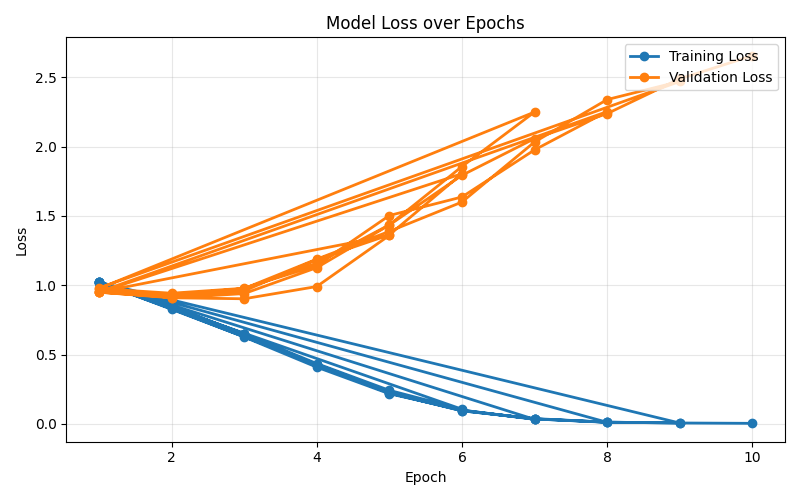 Model Loss over Epochs
Training Loss
Validation Loss
Loss
2.5
2.0
1.5
1.0
0.5
0.0
2 4 6 8 10
Epoch